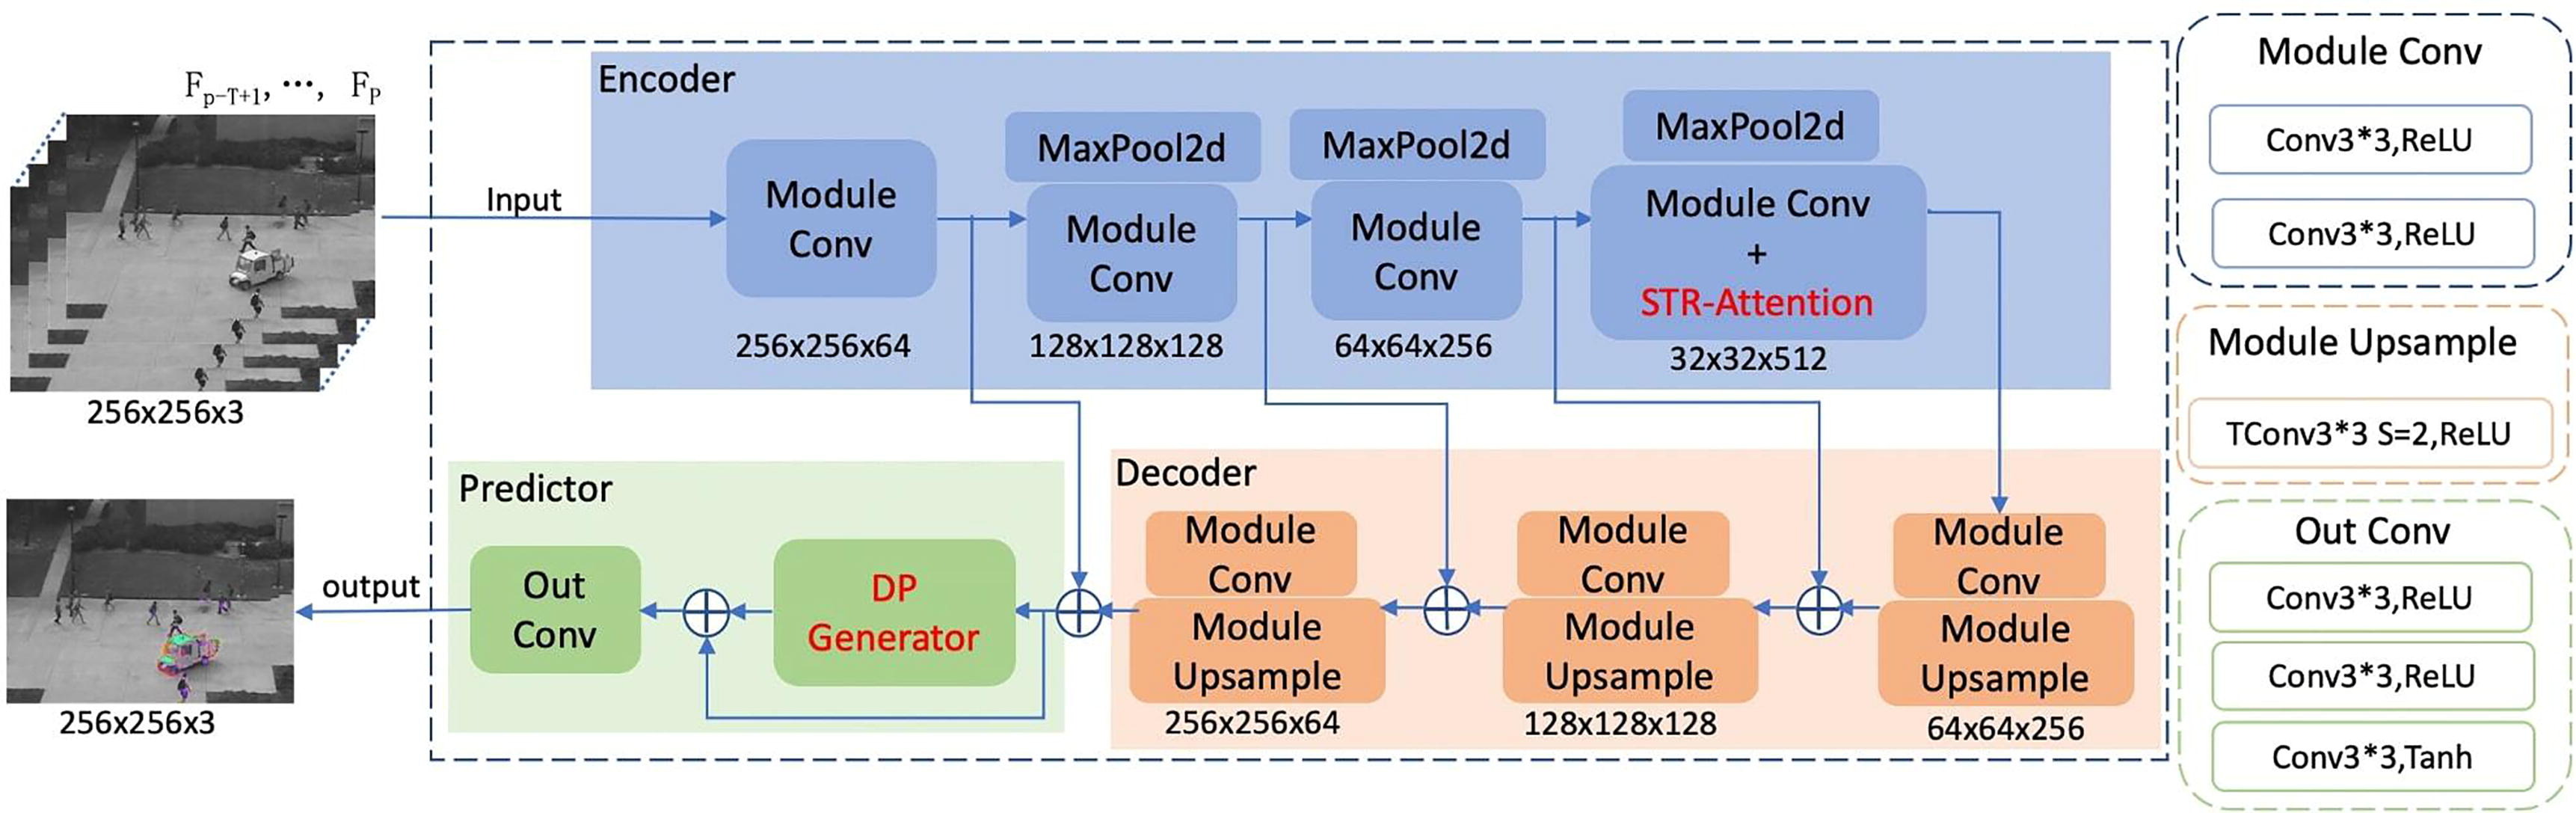 F_{p-T+1}, ···, F_P
256x256x3
Input
Encoder
Module
Conv
256x256x64
MaxPool2d
Module
Conv
128x128x128
MaxPool2d
Module
Conv
64x64x256
MaxPool2d
Module Conv
+
STR-Attention
32x32x512
Predictor
Out
Conv
DP
Generator
output
256x256x3
Decoder
Module
Conv
Module
Upsample
256x256x64
Module
Conv
Module
Upsample
128x128x128
Module
Conv
Module
Upsample
64x64x256
Module Conv
Conv3*3,ReLU
Conv3*3,ReLU
Module Upsample
TConv3*3 S=2,ReLU
Out Conv
Conv3*3,ReLU
Conv3*3,ReLU
Conv3*3,Tanh